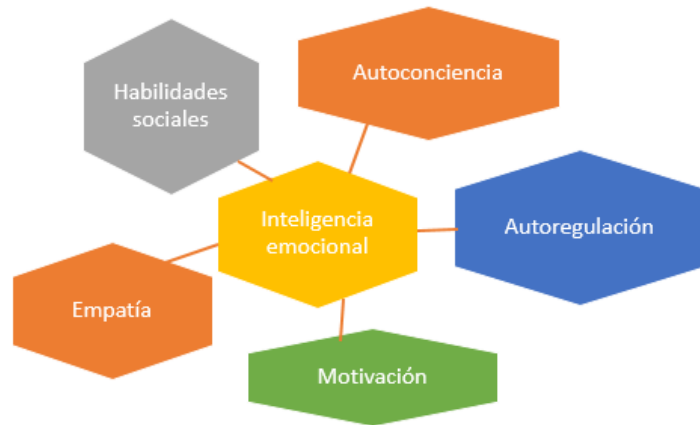 Habilidades
sociales
Autoconciencia
Inteligencia
emocional
Autoregulación
Empatía
Motivación